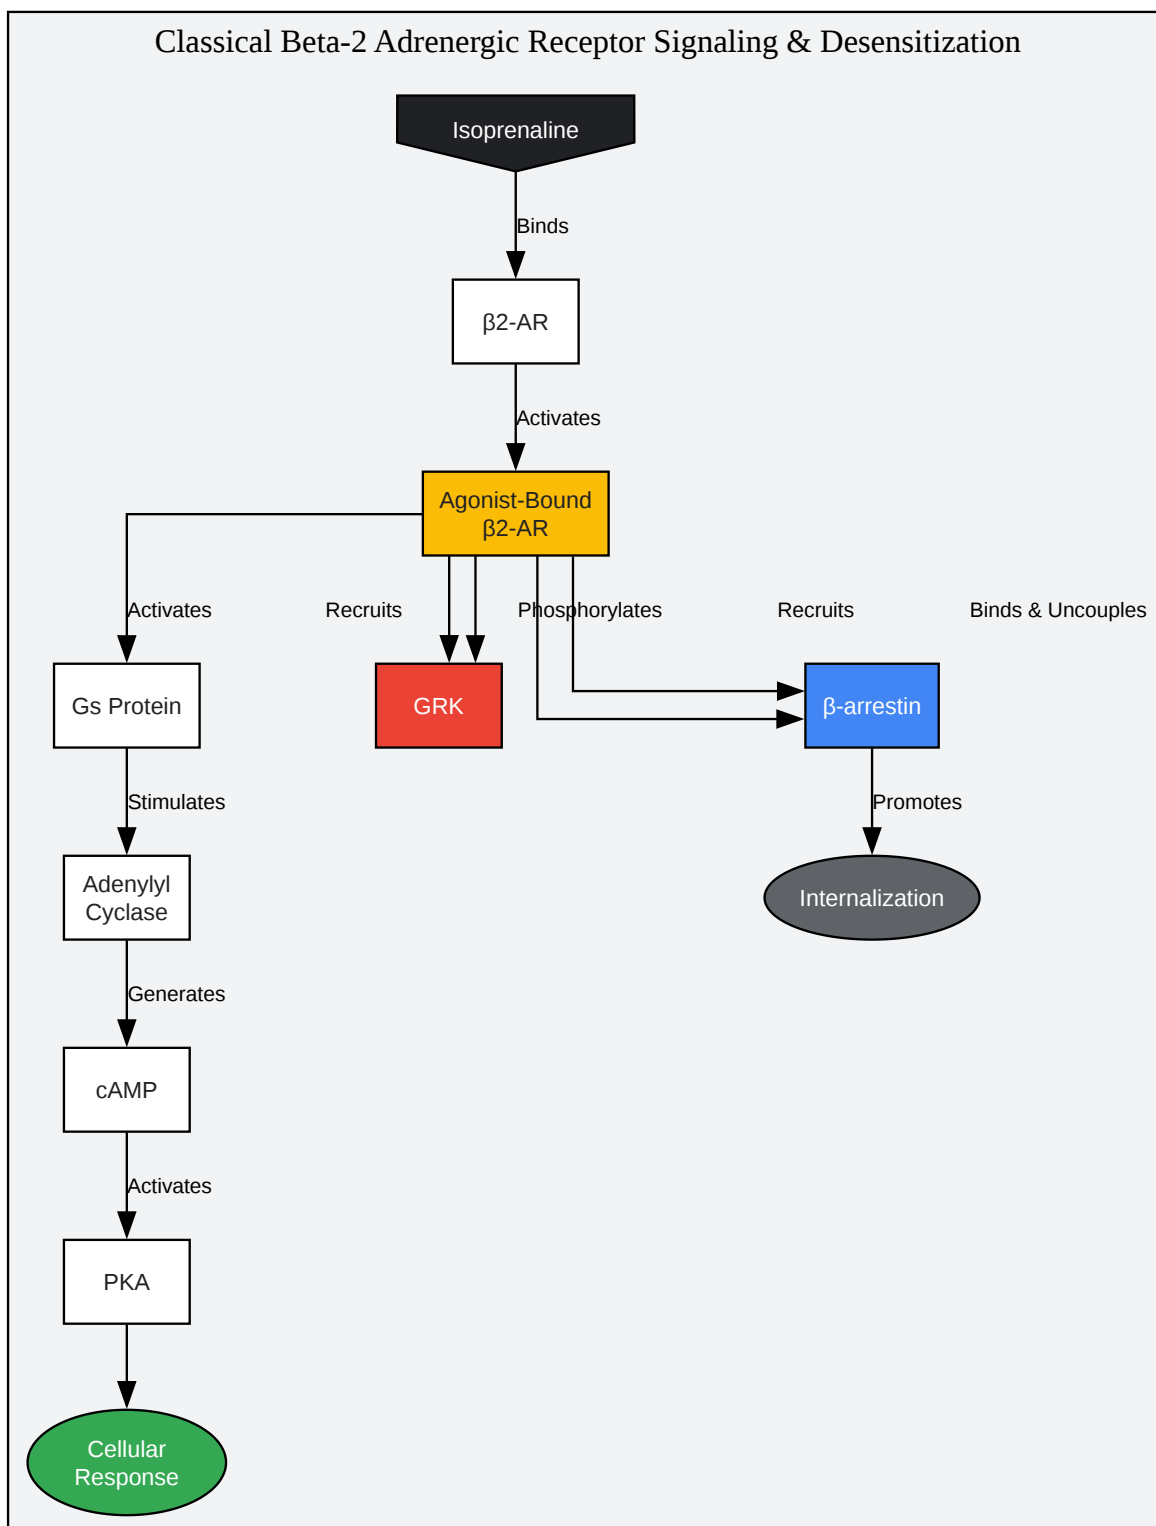 Classical Beta-2 Adrenergic Receptor Signaling & Desensitization
Isoprenaline
Binds
β2-AR
Activates
Agonist-Bound
β2-AR
Activates
Recruits
Phosphorylates
Recruits
Binds & Uncouples
Gs Protein
GRK
β-arrestin
Stimulates
Promotes
Adenylyl
Cyclase
Internalization
Generates
cAMP
Activates
PKA
Cellular
Response